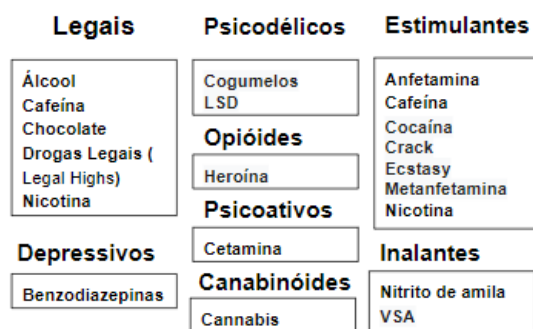 Legais
Álcool
Cafeína
Chocolate
Drogas Legais (
Legal Highs)
Nicotina
Depressivos
Benzodiazepinas
Psicodélicos
Cogumelos
LSD
Opióides
Heroína
Psicoativos
Cetamina
Canabinóides
Cannabis
Estimulantes
Anfetamina
Cafeína
Cocaína
Crack
Ecstasy
Metanfetamina
Nicotina
Inalantes
Nitrito de amila
VSA